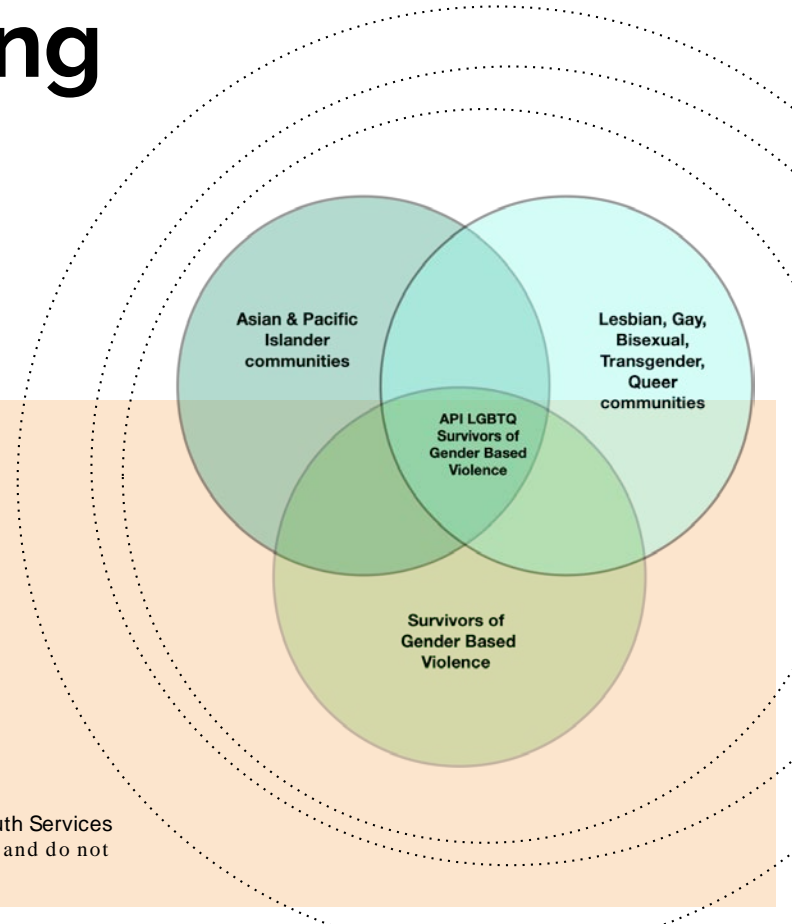 ng
Asian & Pacific
Islander
communities
Lesbian, Gay,
Bisexual,
Transgender,
Queer
communities
API LGBTQ
Survivors of
Gender Based
Violence
Survivors of
Gender Based
Violence
uth Services
and do not